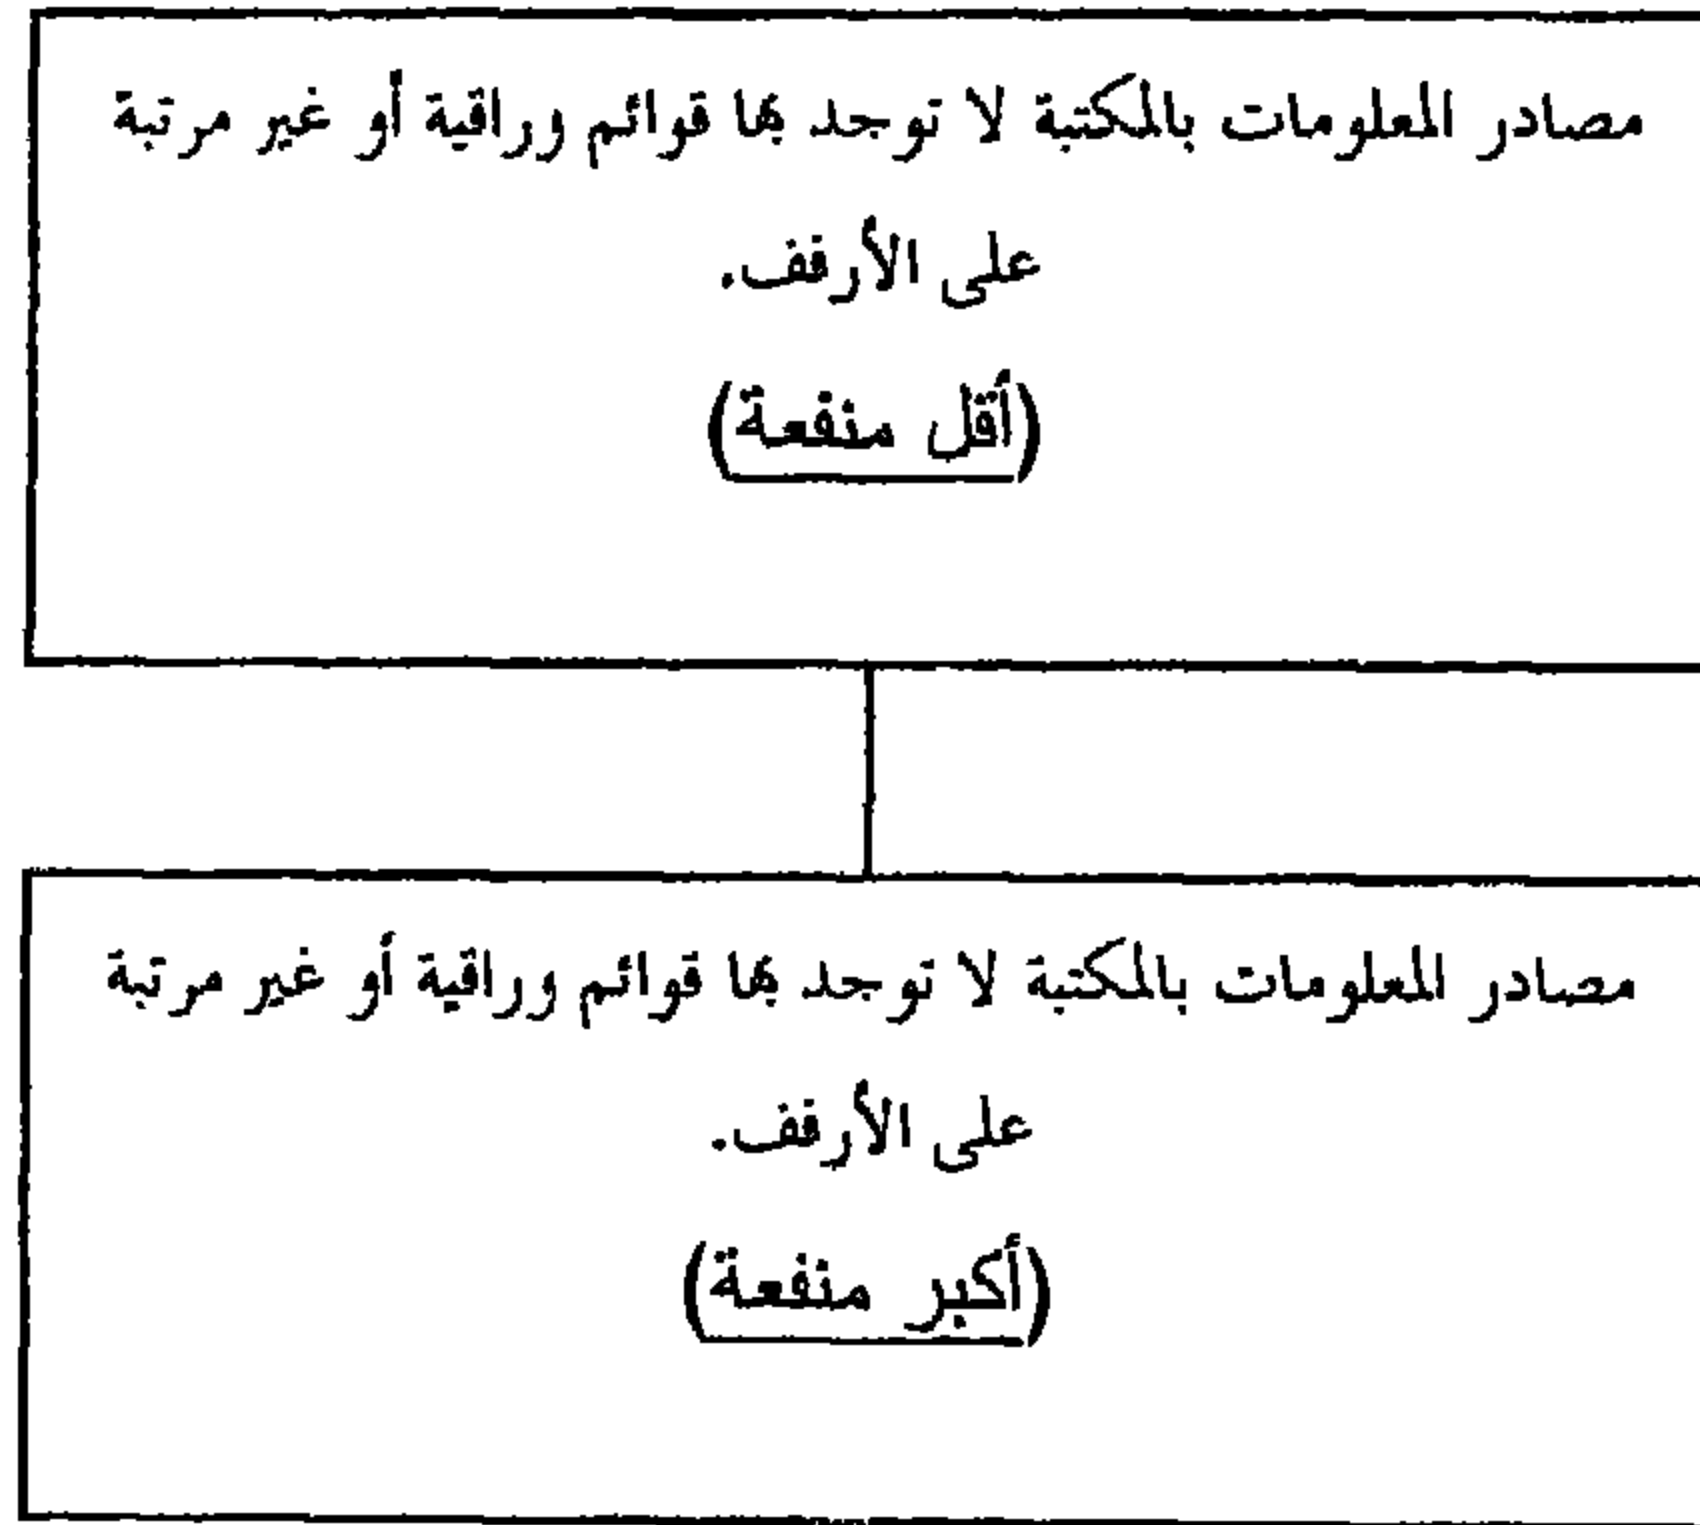 مصادر المعلومات بالمكتبة لا توجد بها قوائم وراقية أو غير مرتبة
على الأرفف.
(أقل منفعة)
مصادر المعلومات بالمكتبة لا توجد بها قوائم وراقية أو غير مرتبة
على الأرفف.
(أكبر منفعة)